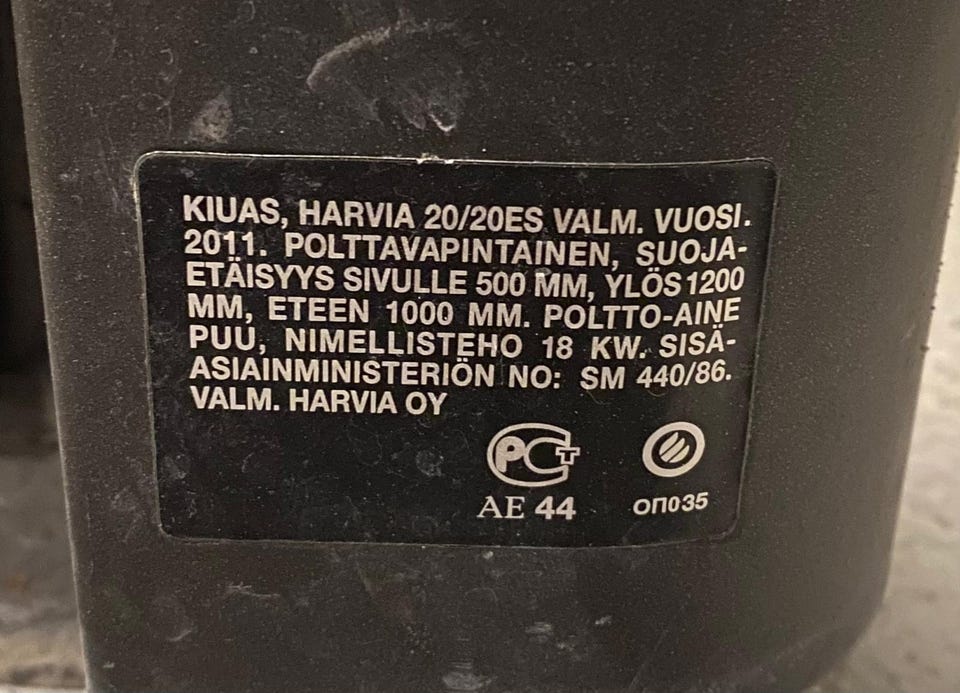 KIUAS, HARVIA 20/20ES VALM. VUOSI.
2011. POLTTAVAPINTAINEN, SUOJA-
ETÄISYYS SIVULLE 500 MM, YLÖS 1200
MM, ETEEN 1000 MM. POLTTO-AINE
PUU, NIMELLISTEHO 18 KW. SISÄ-
ASIAINMINISTERIÖN NO: SM 440/86.
VALM. HARVIA OY
РСТ
AE 44
ОП035